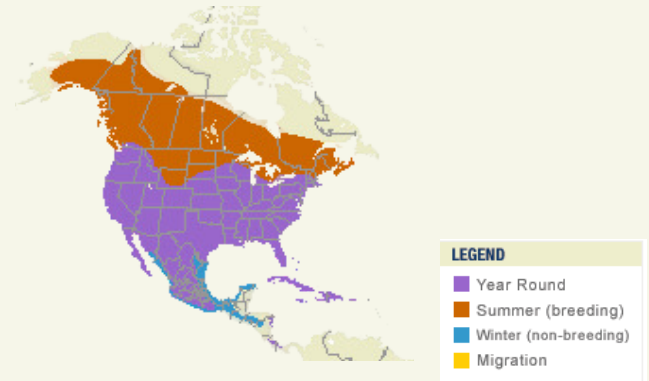 LEGEND
Year Round
Summer (breeding)
Winter (non-breeding)
Migration